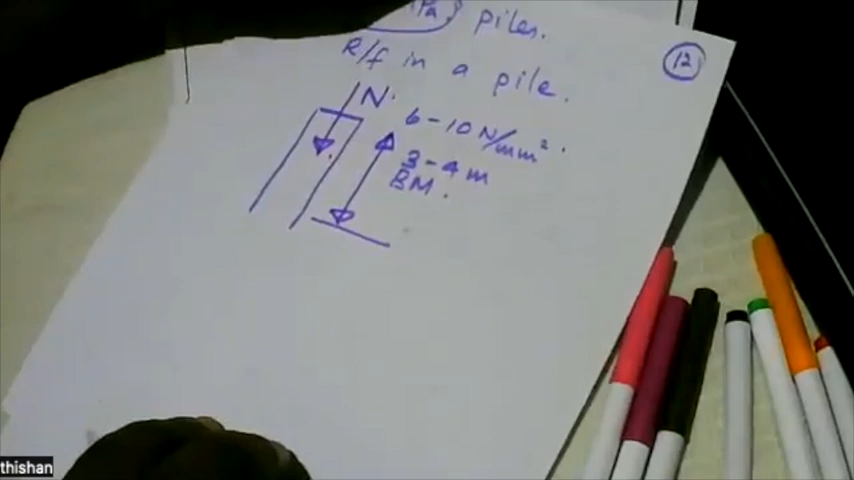 piles.
12
R/f in a pile.
N.
6-10 N/mm².
3-4 m
BM.
thishan